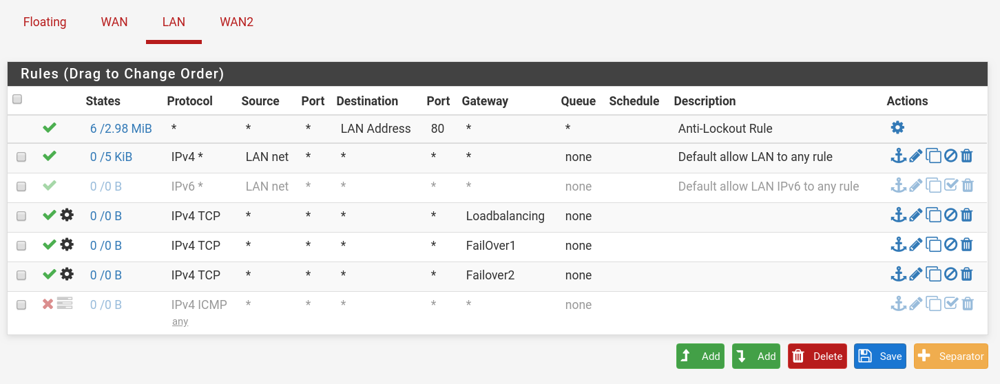 Floating WAN LAN WAN2
Rules (Drag to Change Order)
States Protocol Source Port Destination Port Gateway Queue Schedule Description Actions
6 /2.98 MiB * * * LAN Address 80 * * Anti-Lockout Rule
0 /5 KiB IPv4 * LAN net * * * * none Default allow LAN to any rule
0 /0 B IPv6 * LAN net * * * * none Default allow LAN IPv6 to any rule
0 /0 B IPv4 TCP * * * * Loadbalancing none
0 /0 B IPv4 TCP * * * * FailOver1 none
0 /0 B IPv4 TCP * * * * Failover2 none
0 /0 B IPv4 ICMP * * * * * none
any
Add Add Delete Save Separator